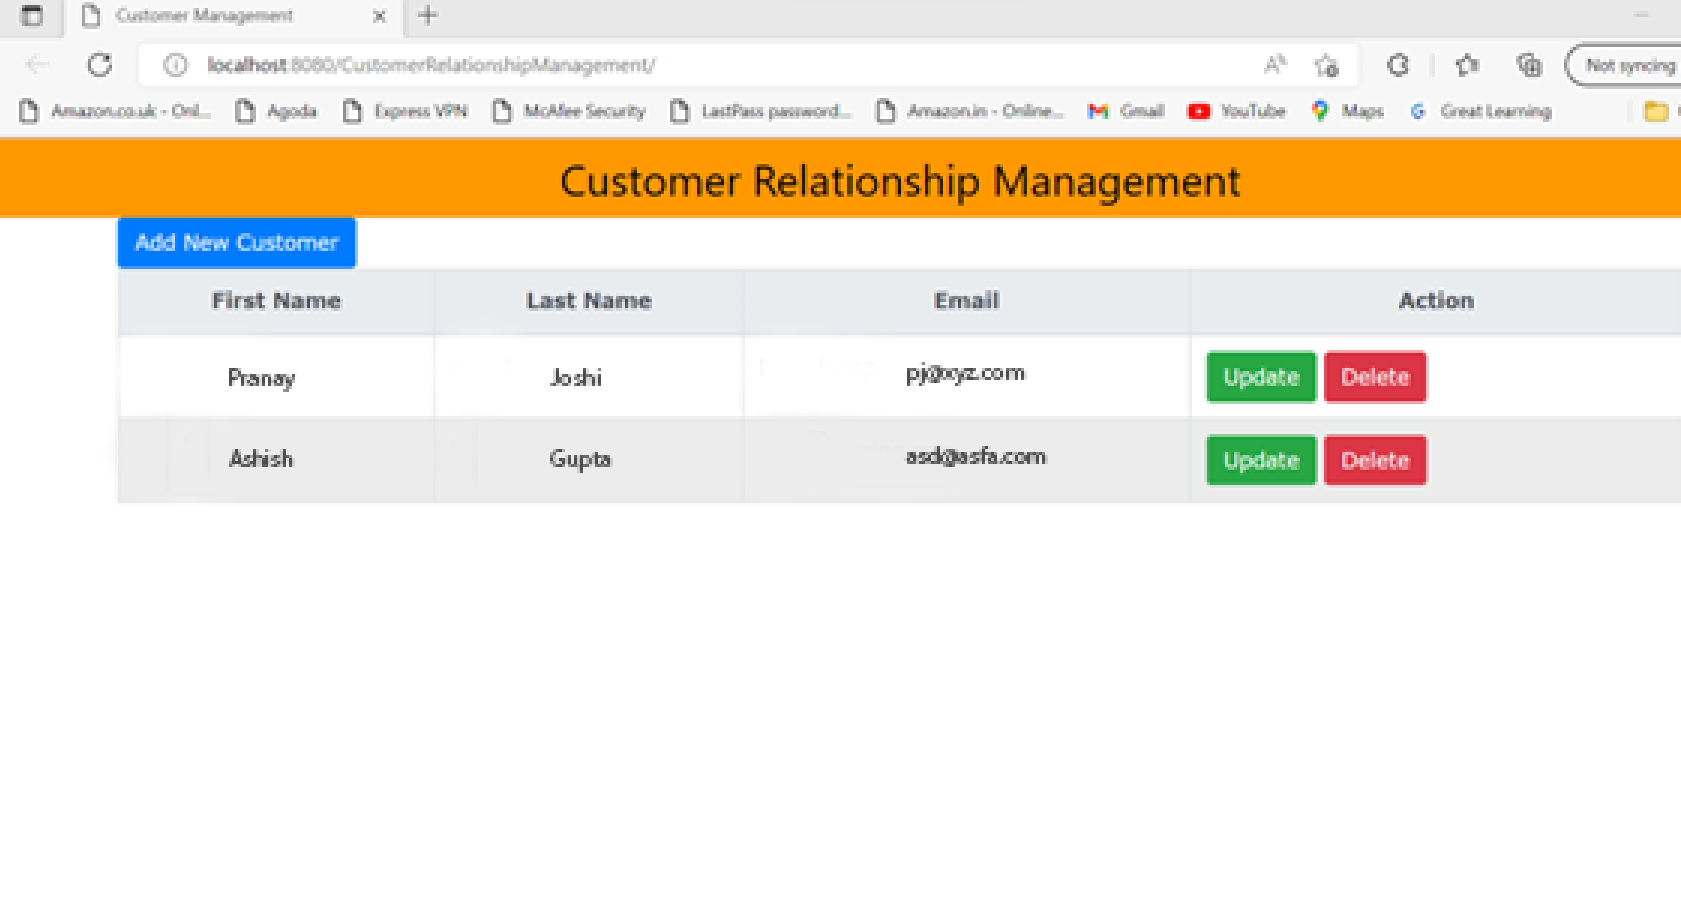 Customer Management
localhost:8080/CustomerRelationshipManagement/
Not syncing
Amazon.co.uk - Onl... Agoda Express VPN McAfee Security LastPass password... Amazon.in - Online... Gmail YouTube Maps Great Learning
Customer Relationship Management
Add New Customer
First Name Last Name Email Action
Pranay Joshi pj@xyz.com Update Delete
Ashish Gupta asd@asfa.com Update Delete